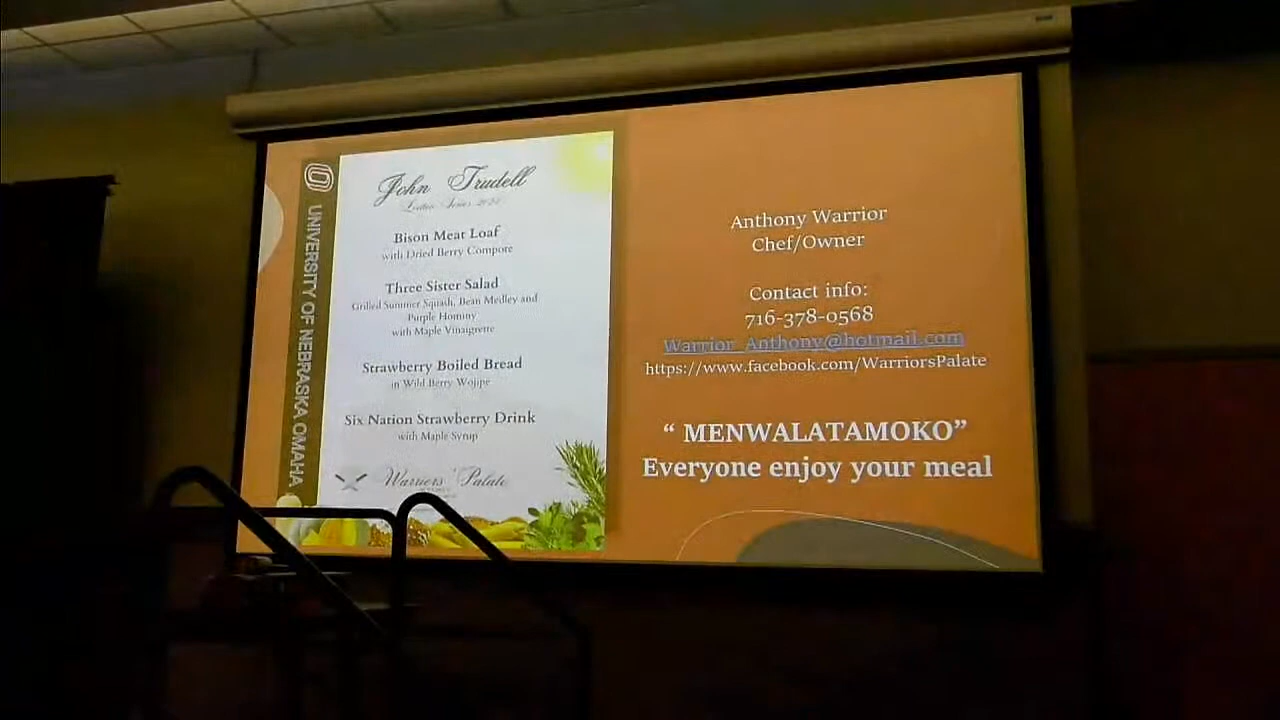 UNIVERSITY OF NEBRASKA OMAHA
John Trudell
Bison Meat Loaf
with Dried Berry Compote
Three Sister Salad
Grilled Summer Squash, Bean Medley and
Purple Hominy
with Maple Vinaigrette
Strawberry Boiled Bread
in Wild Berry Wojipe
Six Nation Strawberry Drink
with Maple Syrup
Warriors' Palate
Anthony Warrior
Chef/Owner
Contact info:
716-378-0568
Warrior_Anthony@hotmail.com
https://www.facebook.com/WarriorsPalate
“ MENWALATAMOKO”
Everyone enjoy your meal